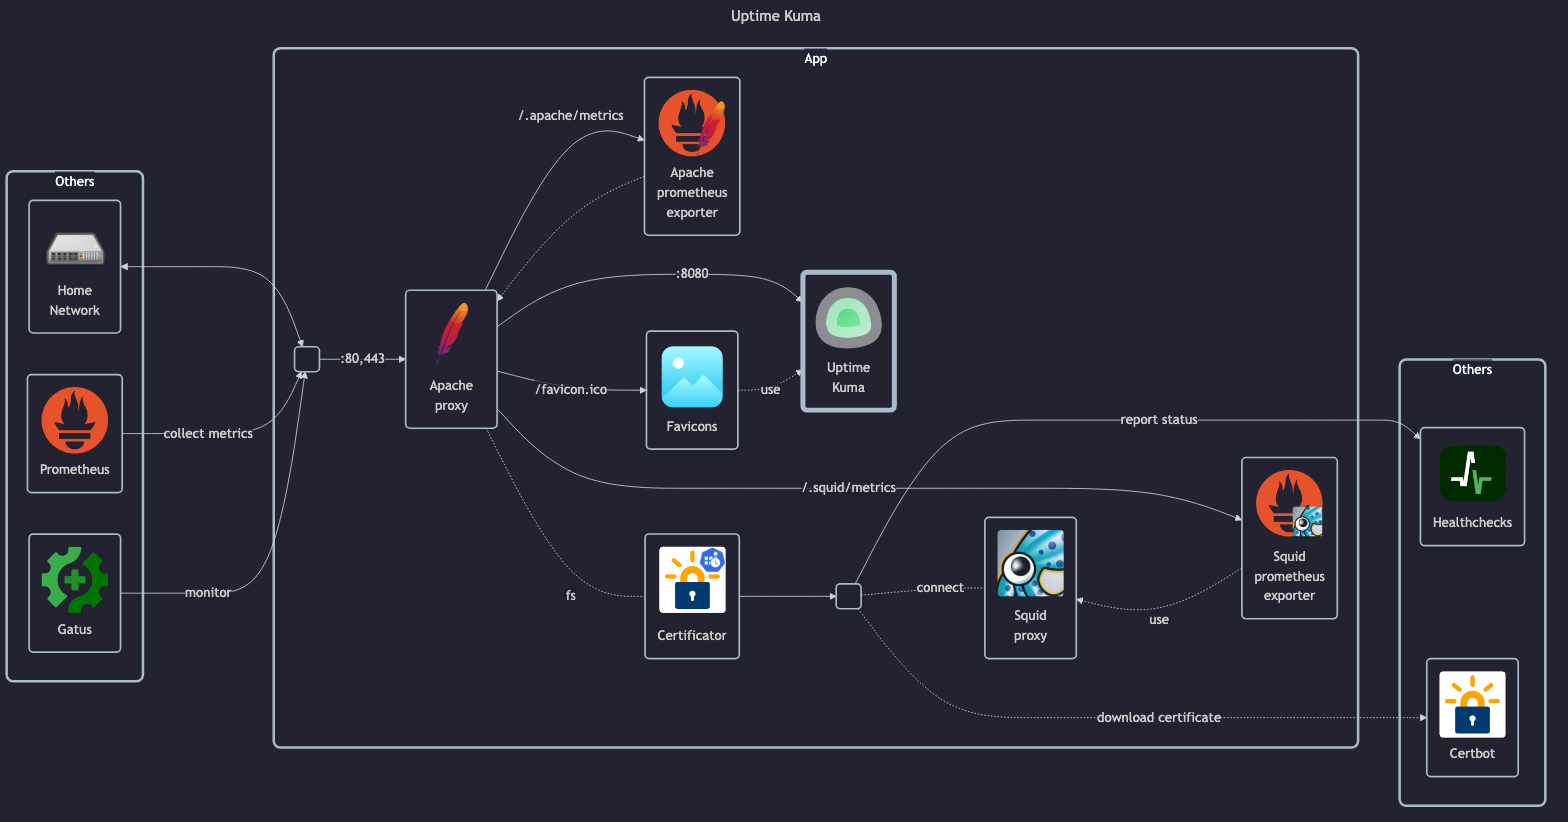 Uptime Kuma
App
Others
Home
Network
Prometheus
Gatus
collect metrics
monitor
:80,443
Apache
proxy
/.apache/metrics
Apache
prometheus
exporter
:8080
/favicon.ico
Favicons
use
Uptime
Kuma
/.squid/metrics
fs
Certificator
connect
Squid
proxy
use
Squid
prometheus
exporter
report status
download certificate
Others
Healthchecks
Certbot